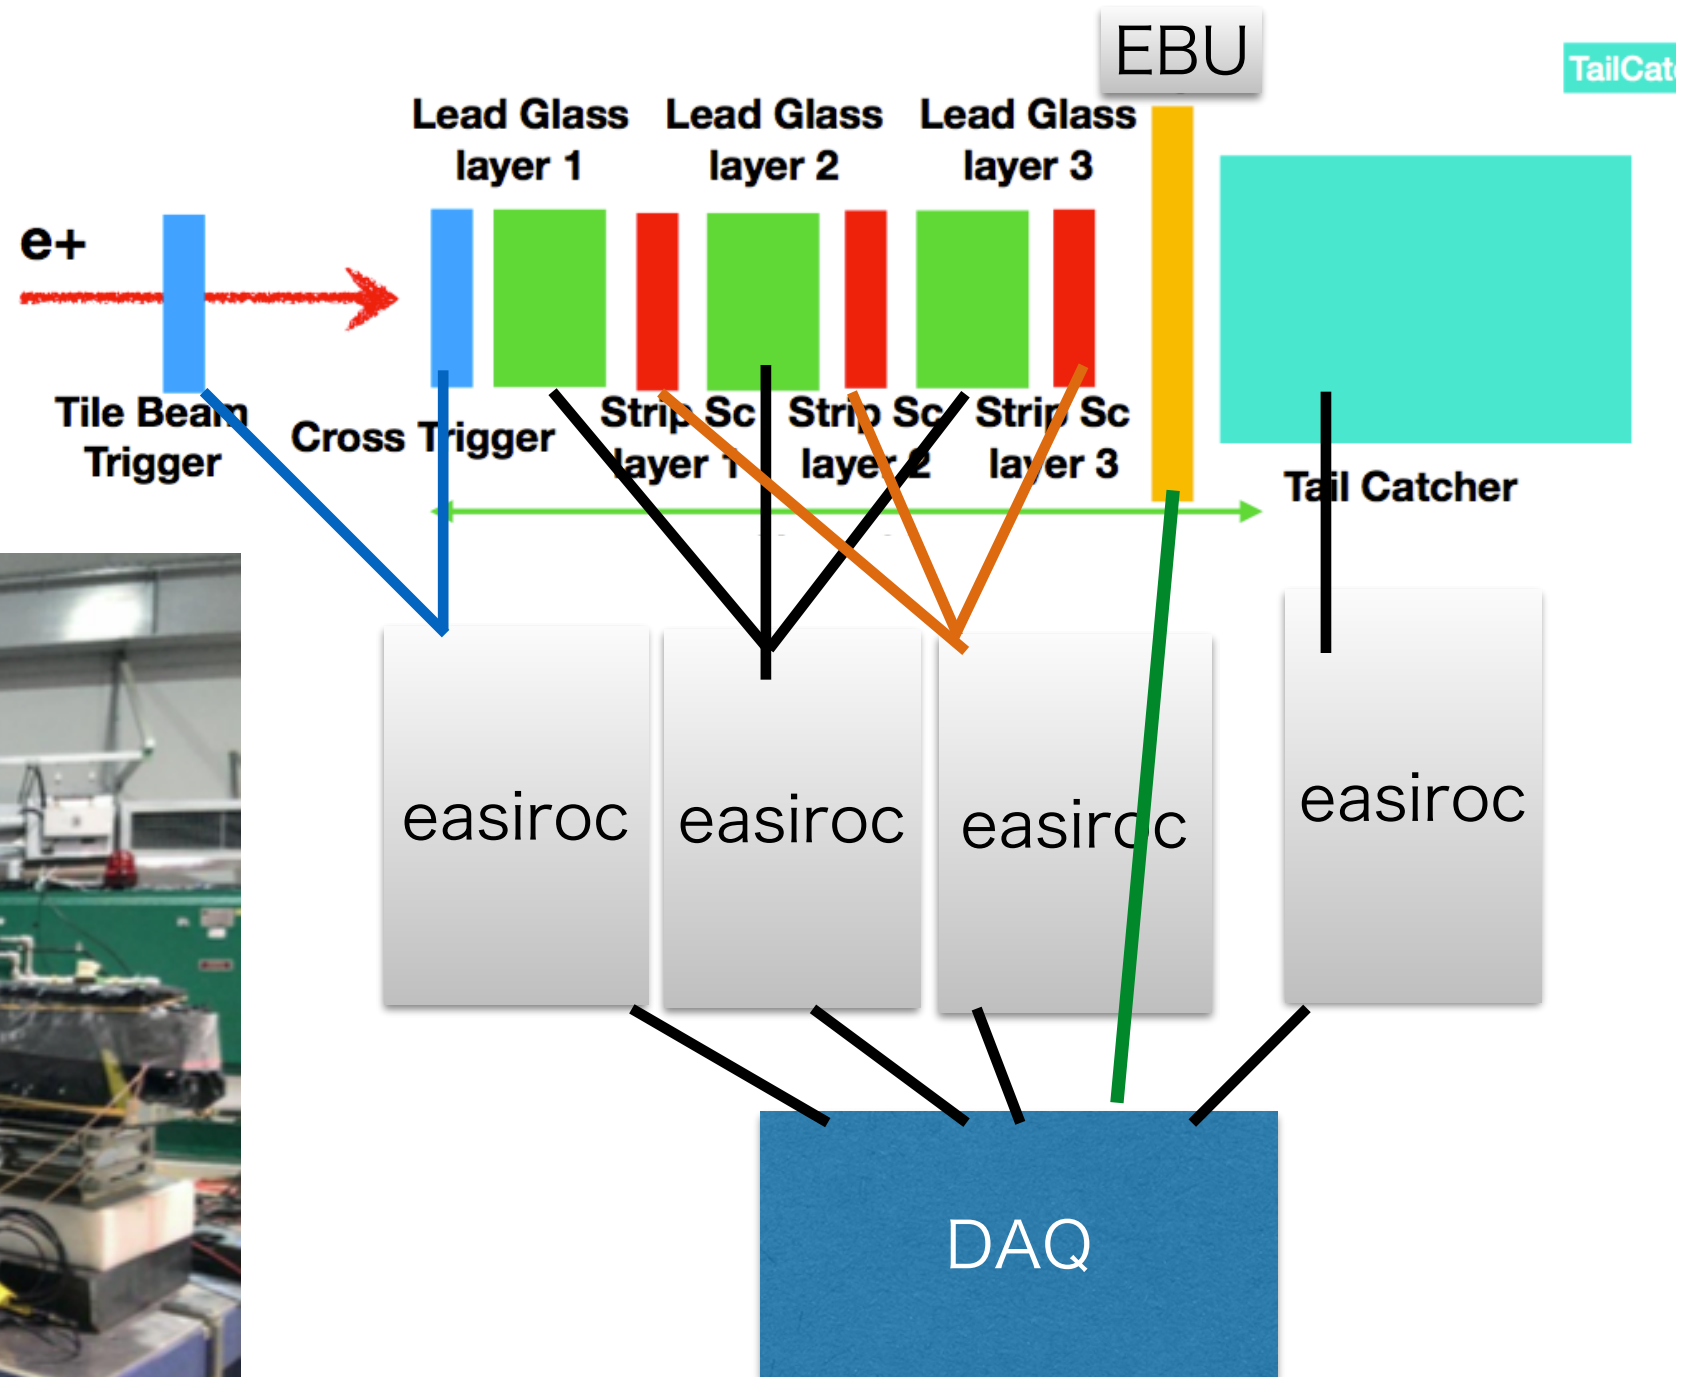 EBU
TailCat
Lead Glass
layer 1
Lead Glass
layer 2
Lead Glass
layer 3
e+
Tile Beam
Trigger
Cross Trigger
Strip Sc
layer 1
Strip Sc
layer 2
Strip Sc
layer 3
Tail Catcher
easiroc
easiroc
easiroc
easiroc
DAQ